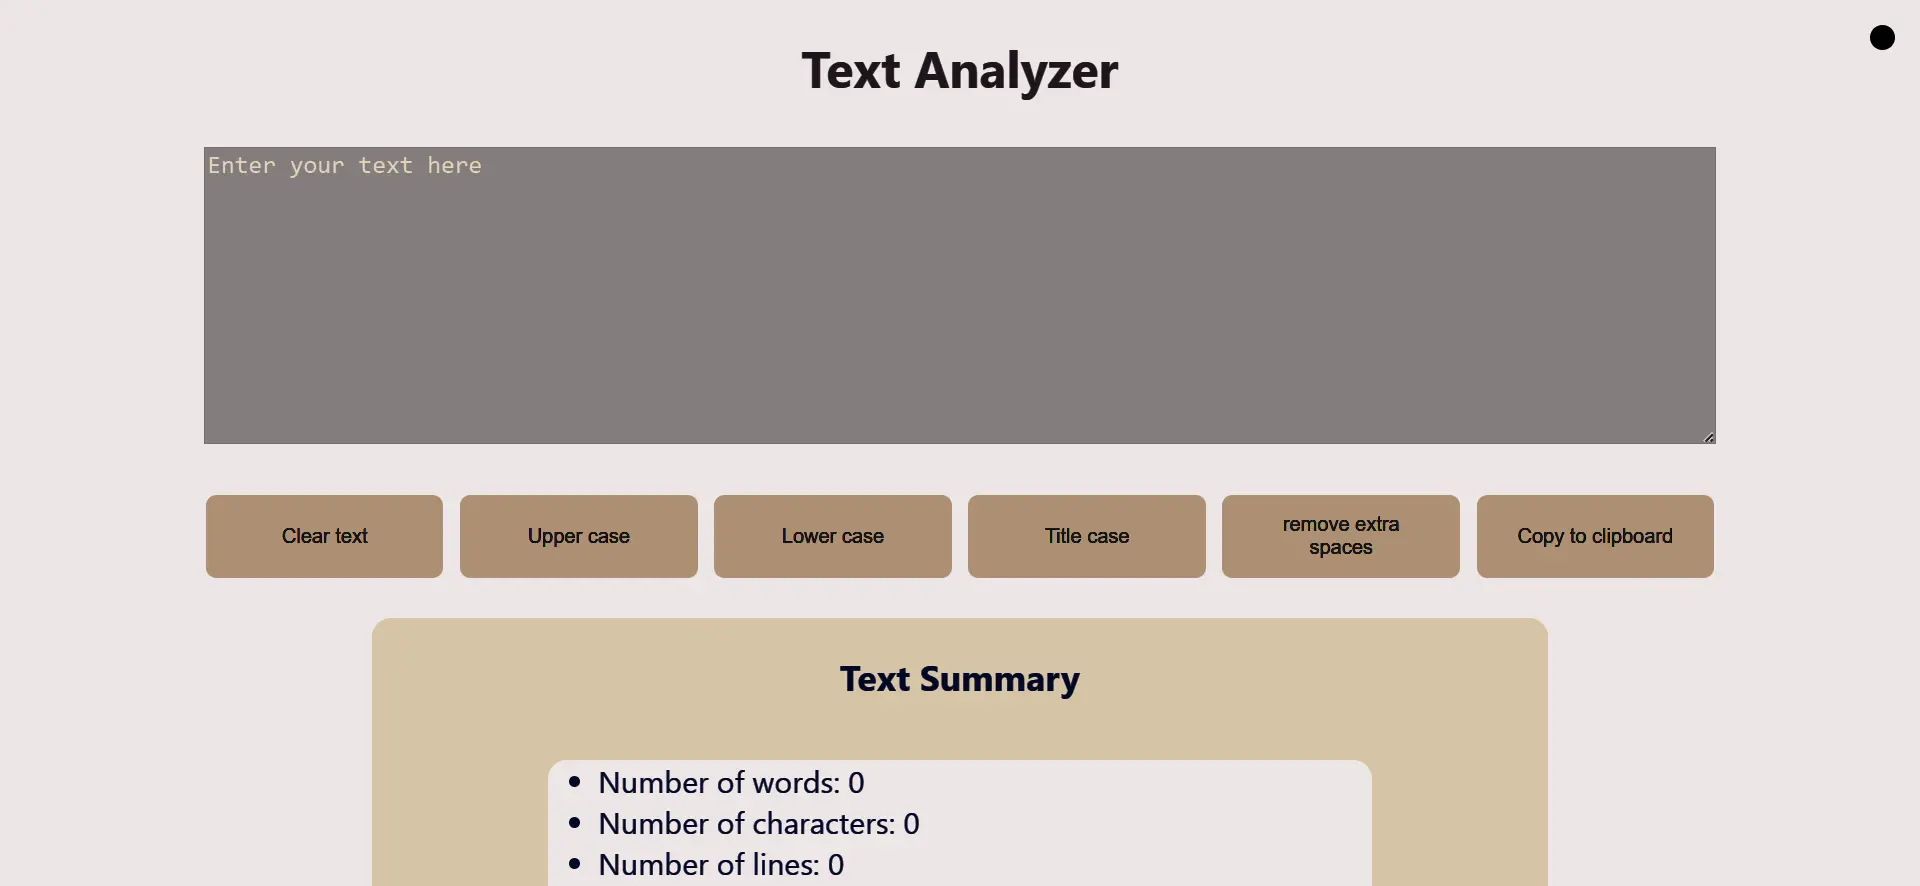 Text Analyzer
Enter your text here
Clear text
Upper case
Lower case
Title case
remove extra
spaces
Copy to clipboard
Text Summary
Number of words: 0
Number of characters: 0
Number of lines: 0